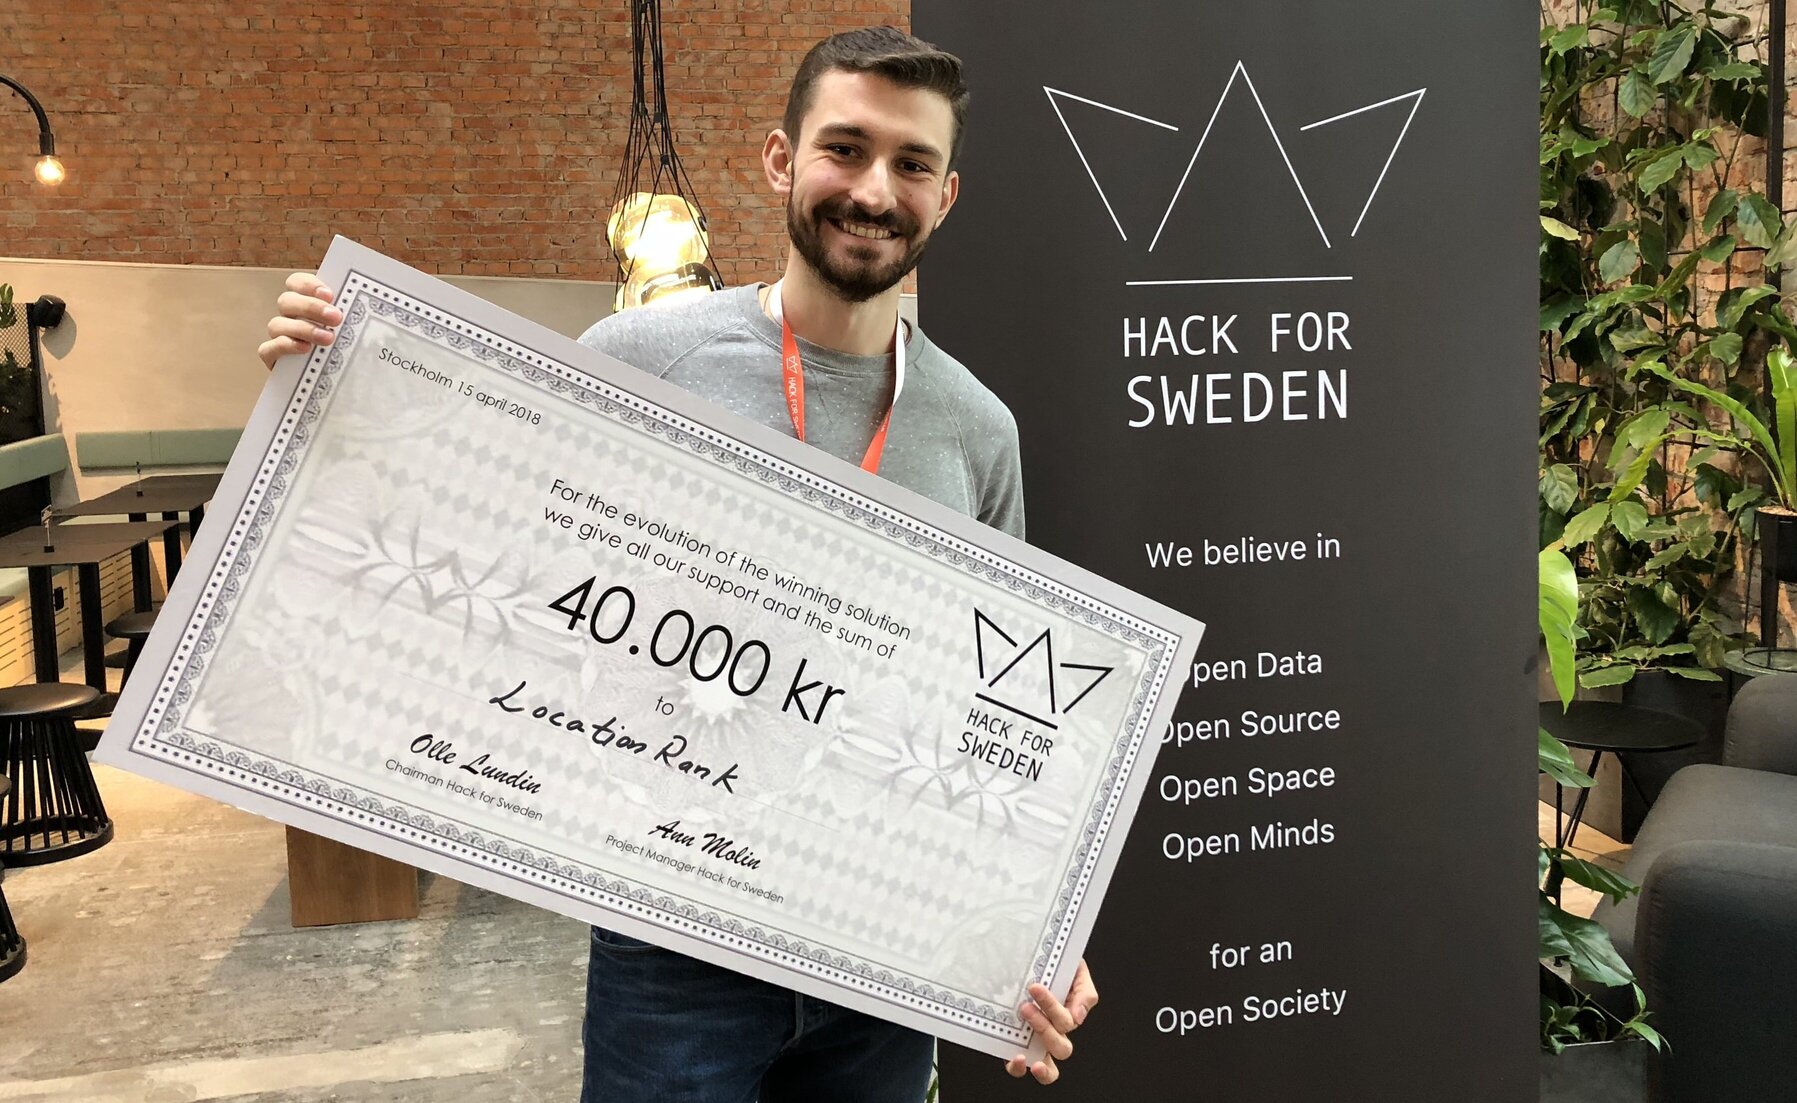 Stockholm 15 april 2018
For the evolution of the winning solution
we give all our support and the sum of
40.000 kr
to
Location Rank
Olle Lundin
Chairman Hack for Sweden
Ann Molin
Project Manager Hack for Sweden
HACK FOR
SWEDEN
HACK FOR
HACK FOR
SWEDEN
We believe in
pen Data
Open Source
Open Space
Open Minds
for an
Open Society